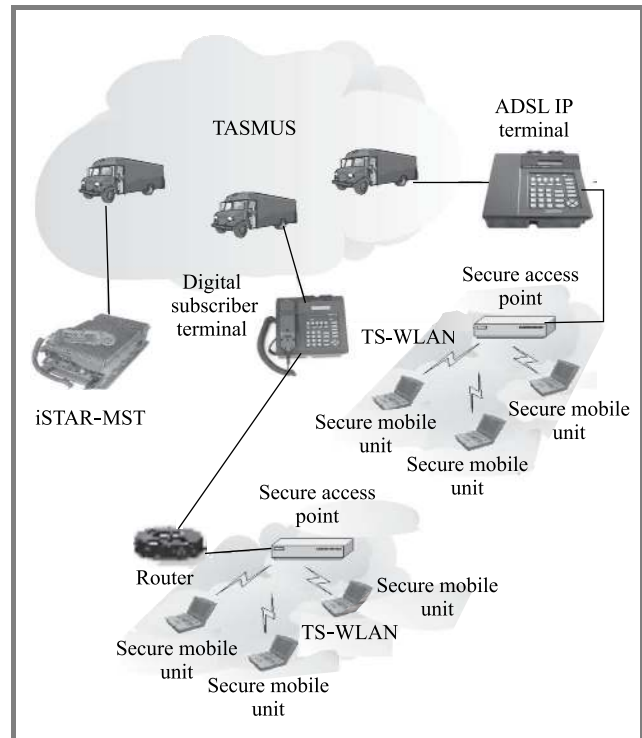 TASMUS
ADSL IP
terminal
Digital
subscriber
terminal
Secure access
point
TS-WLAN
iSTAR-MST
Secure mobile
unit
Secure mobile
unit
Secure mobile
unit
Secure access
point
Router
Secure mobile
unit
TS-WLAN
Secure mobile
unit
Secure mobile
unit